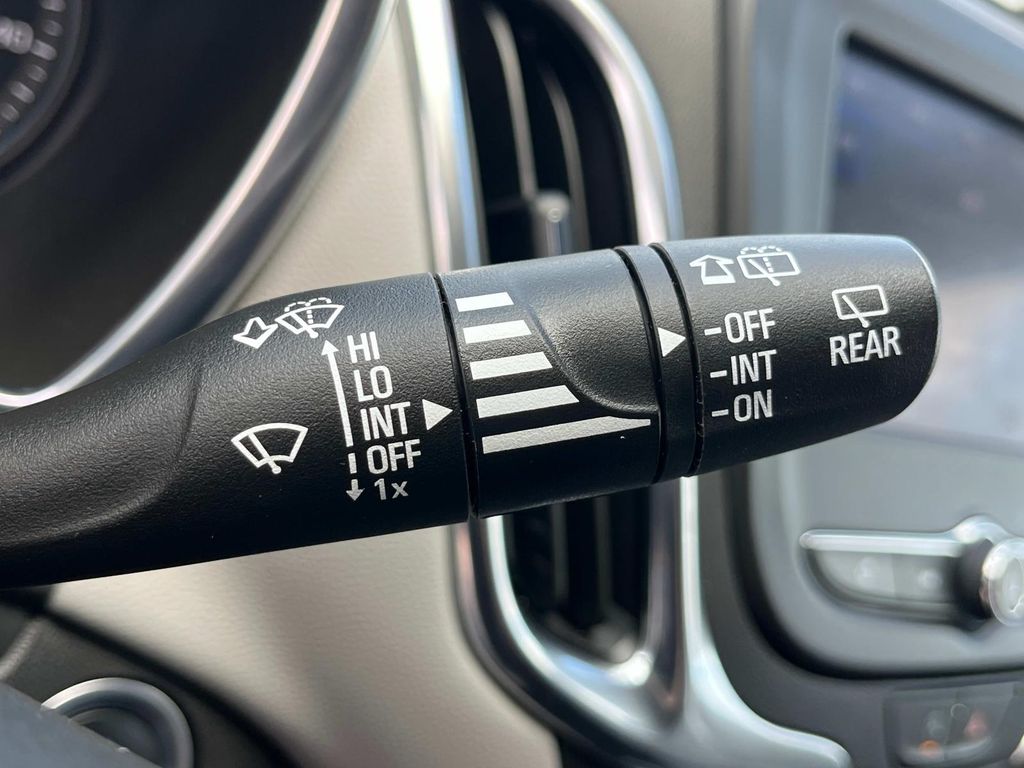 HI
LO
INT
OFF
1x
-OFF
-INT
-ON
REAR